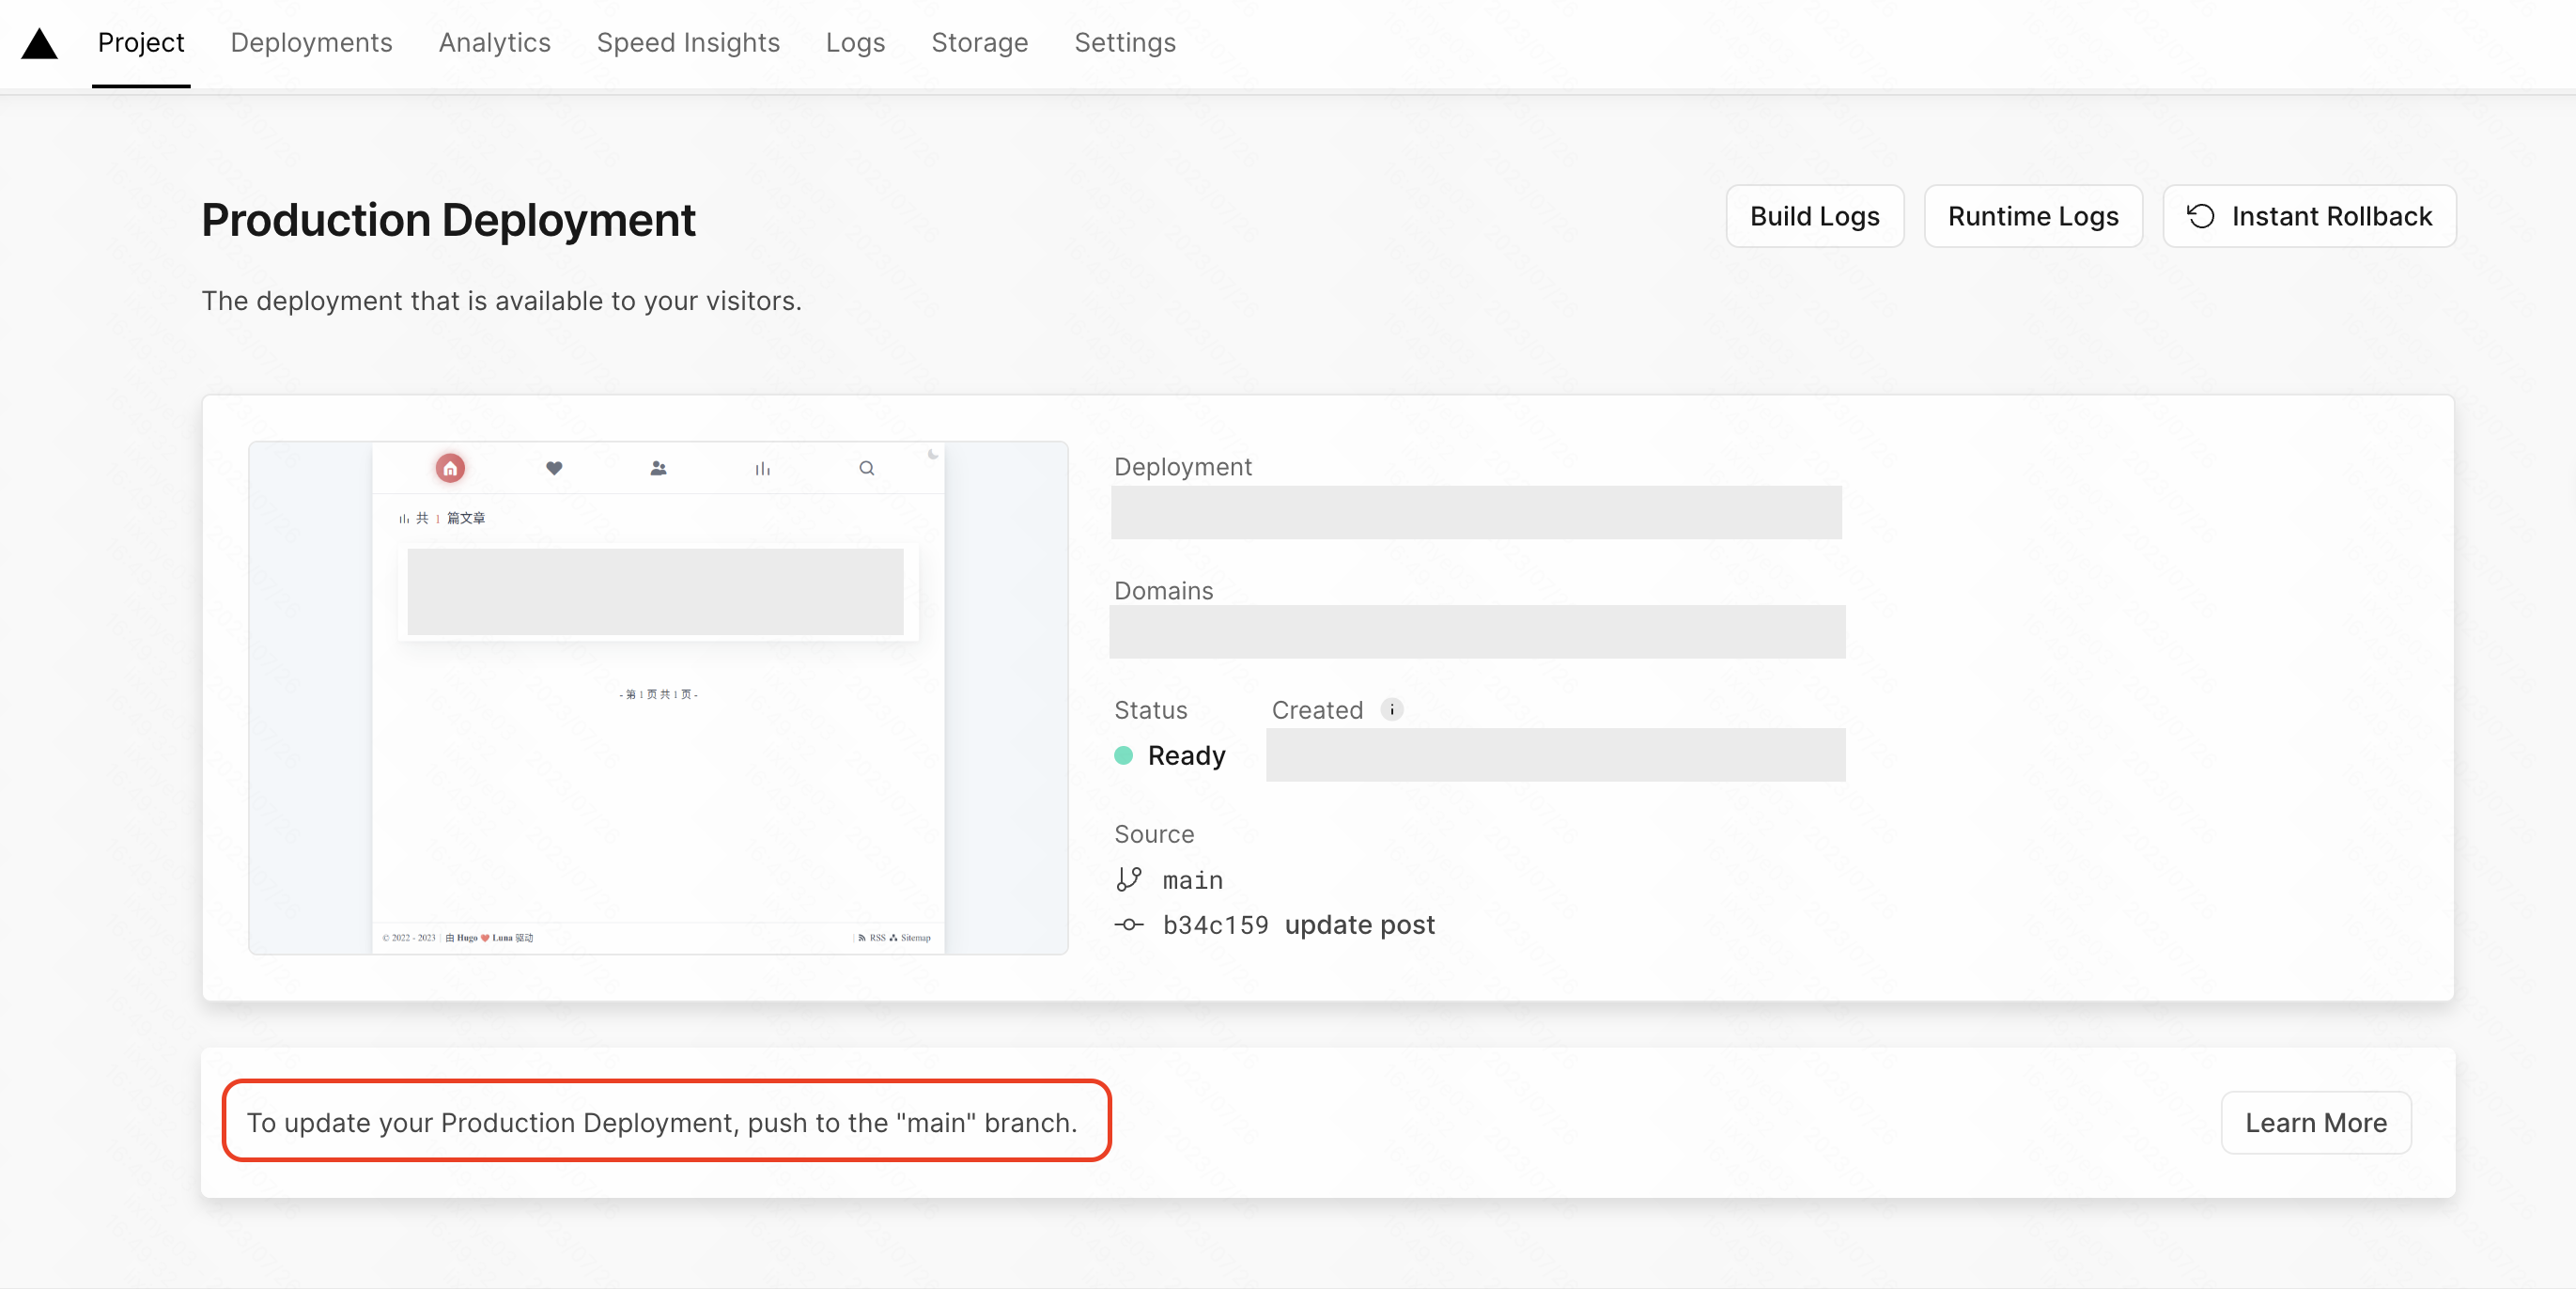 Project Deployments Analytics Speed Insights Logs Storage Settings
Production Deployment
Build Logs Runtime Logs Instant Rollback
The deployment that is available to your visitors.
共 1 篇文章
- 第 1 页 共 1 页 -
© 2022 - 2023 | 由 Hugo ❤ Luna 驱动
| RSS Sitemap
Deployment
Domains
Status Created
Ready
Source
main
b34c159 update post
To update your Production Deployment, push to the "main" branch.
Learn More